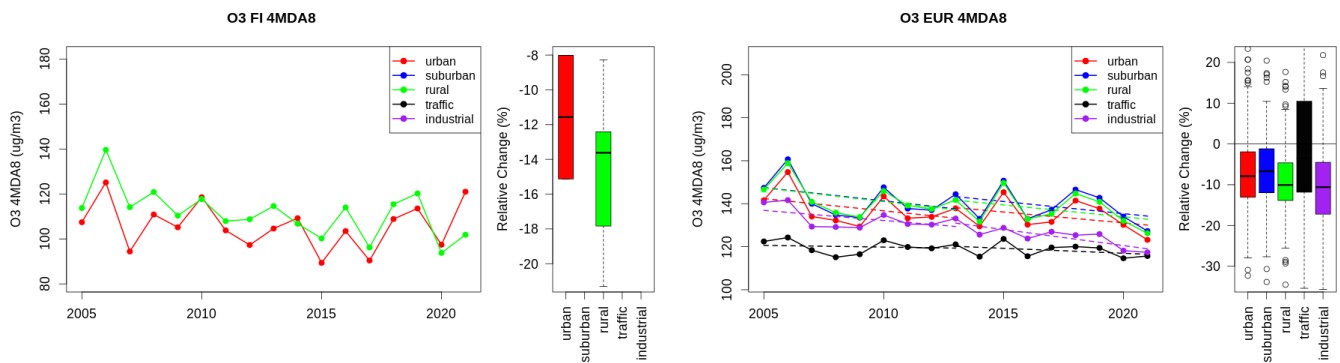 O3 FI 4MDA8
O3 4MDA8 (ug/m3)
180
160
140
120
100
80
2005
2010
2015
2020
urban
suburban
rural
traffic
industrial
Relative Change (%)
-8
-10
-12
-14
-16
-18
-20
urban
suburban
rural
traffic
industrial
O3 EUR 4MDA8
O3 4MDA8 (ug/m3)
200
180
160
140
120
100
2005
2010
2015
2020
urban
suburban
rural
traffic
industrial
Relative Change (%)
20
10
0
-10
-20
-30
urban
suburban
rural
traffic
industrial